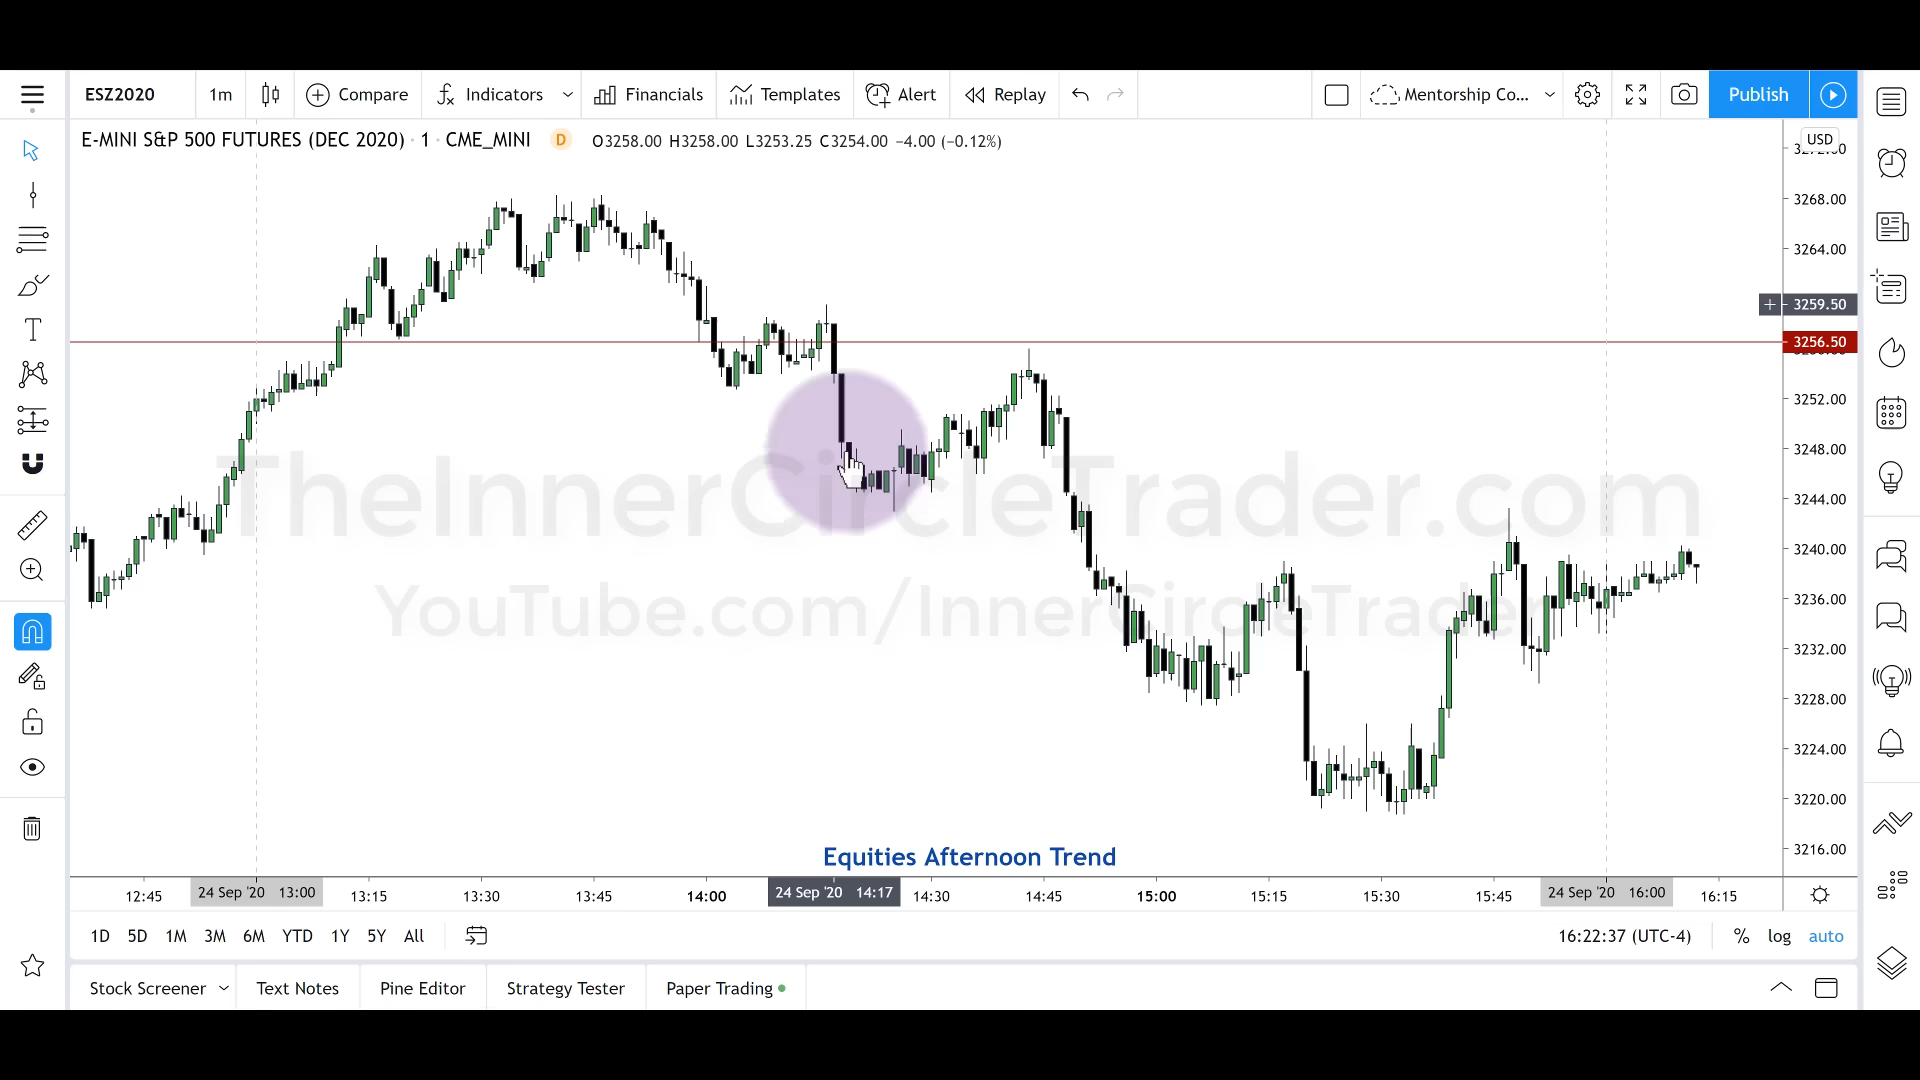 ESZ2020 1m Compare Indicators Financials Templates Alert Replay Mentorship Co... Publish
E-MINI S&P 500 FUTURES (DEC 2020) · 1 · CME_MINI D O3258.00 H3258.00 L3253.25 C3254.00 −4.00 (−0.12%)
USD
3268.00
3264.00
3259.50
3256.50
3252.00
3248.00
3244.00
3240.00
3236.00
3232.00
3228.00
3224.00
3220.00
3216.00
TheInnerCircleTrader.com
YouTube.com/InnerCircleTrader
Equities Afternoon Trend
12:45 24 Sep '20 13:00 13:15 13:30 13:45 14:00 24 Sep '20 14:17 14:30 14:45 15:00 15:15 15:30 15:45 24 Sep '20 16:00 16:15
1D 5D 1M 3M 6M YTD 1Y 5Y All 16:22:37 (UTC-4) % log auto
Stock Screener Text Notes Pine Editor Strategy Tester Paper Trading